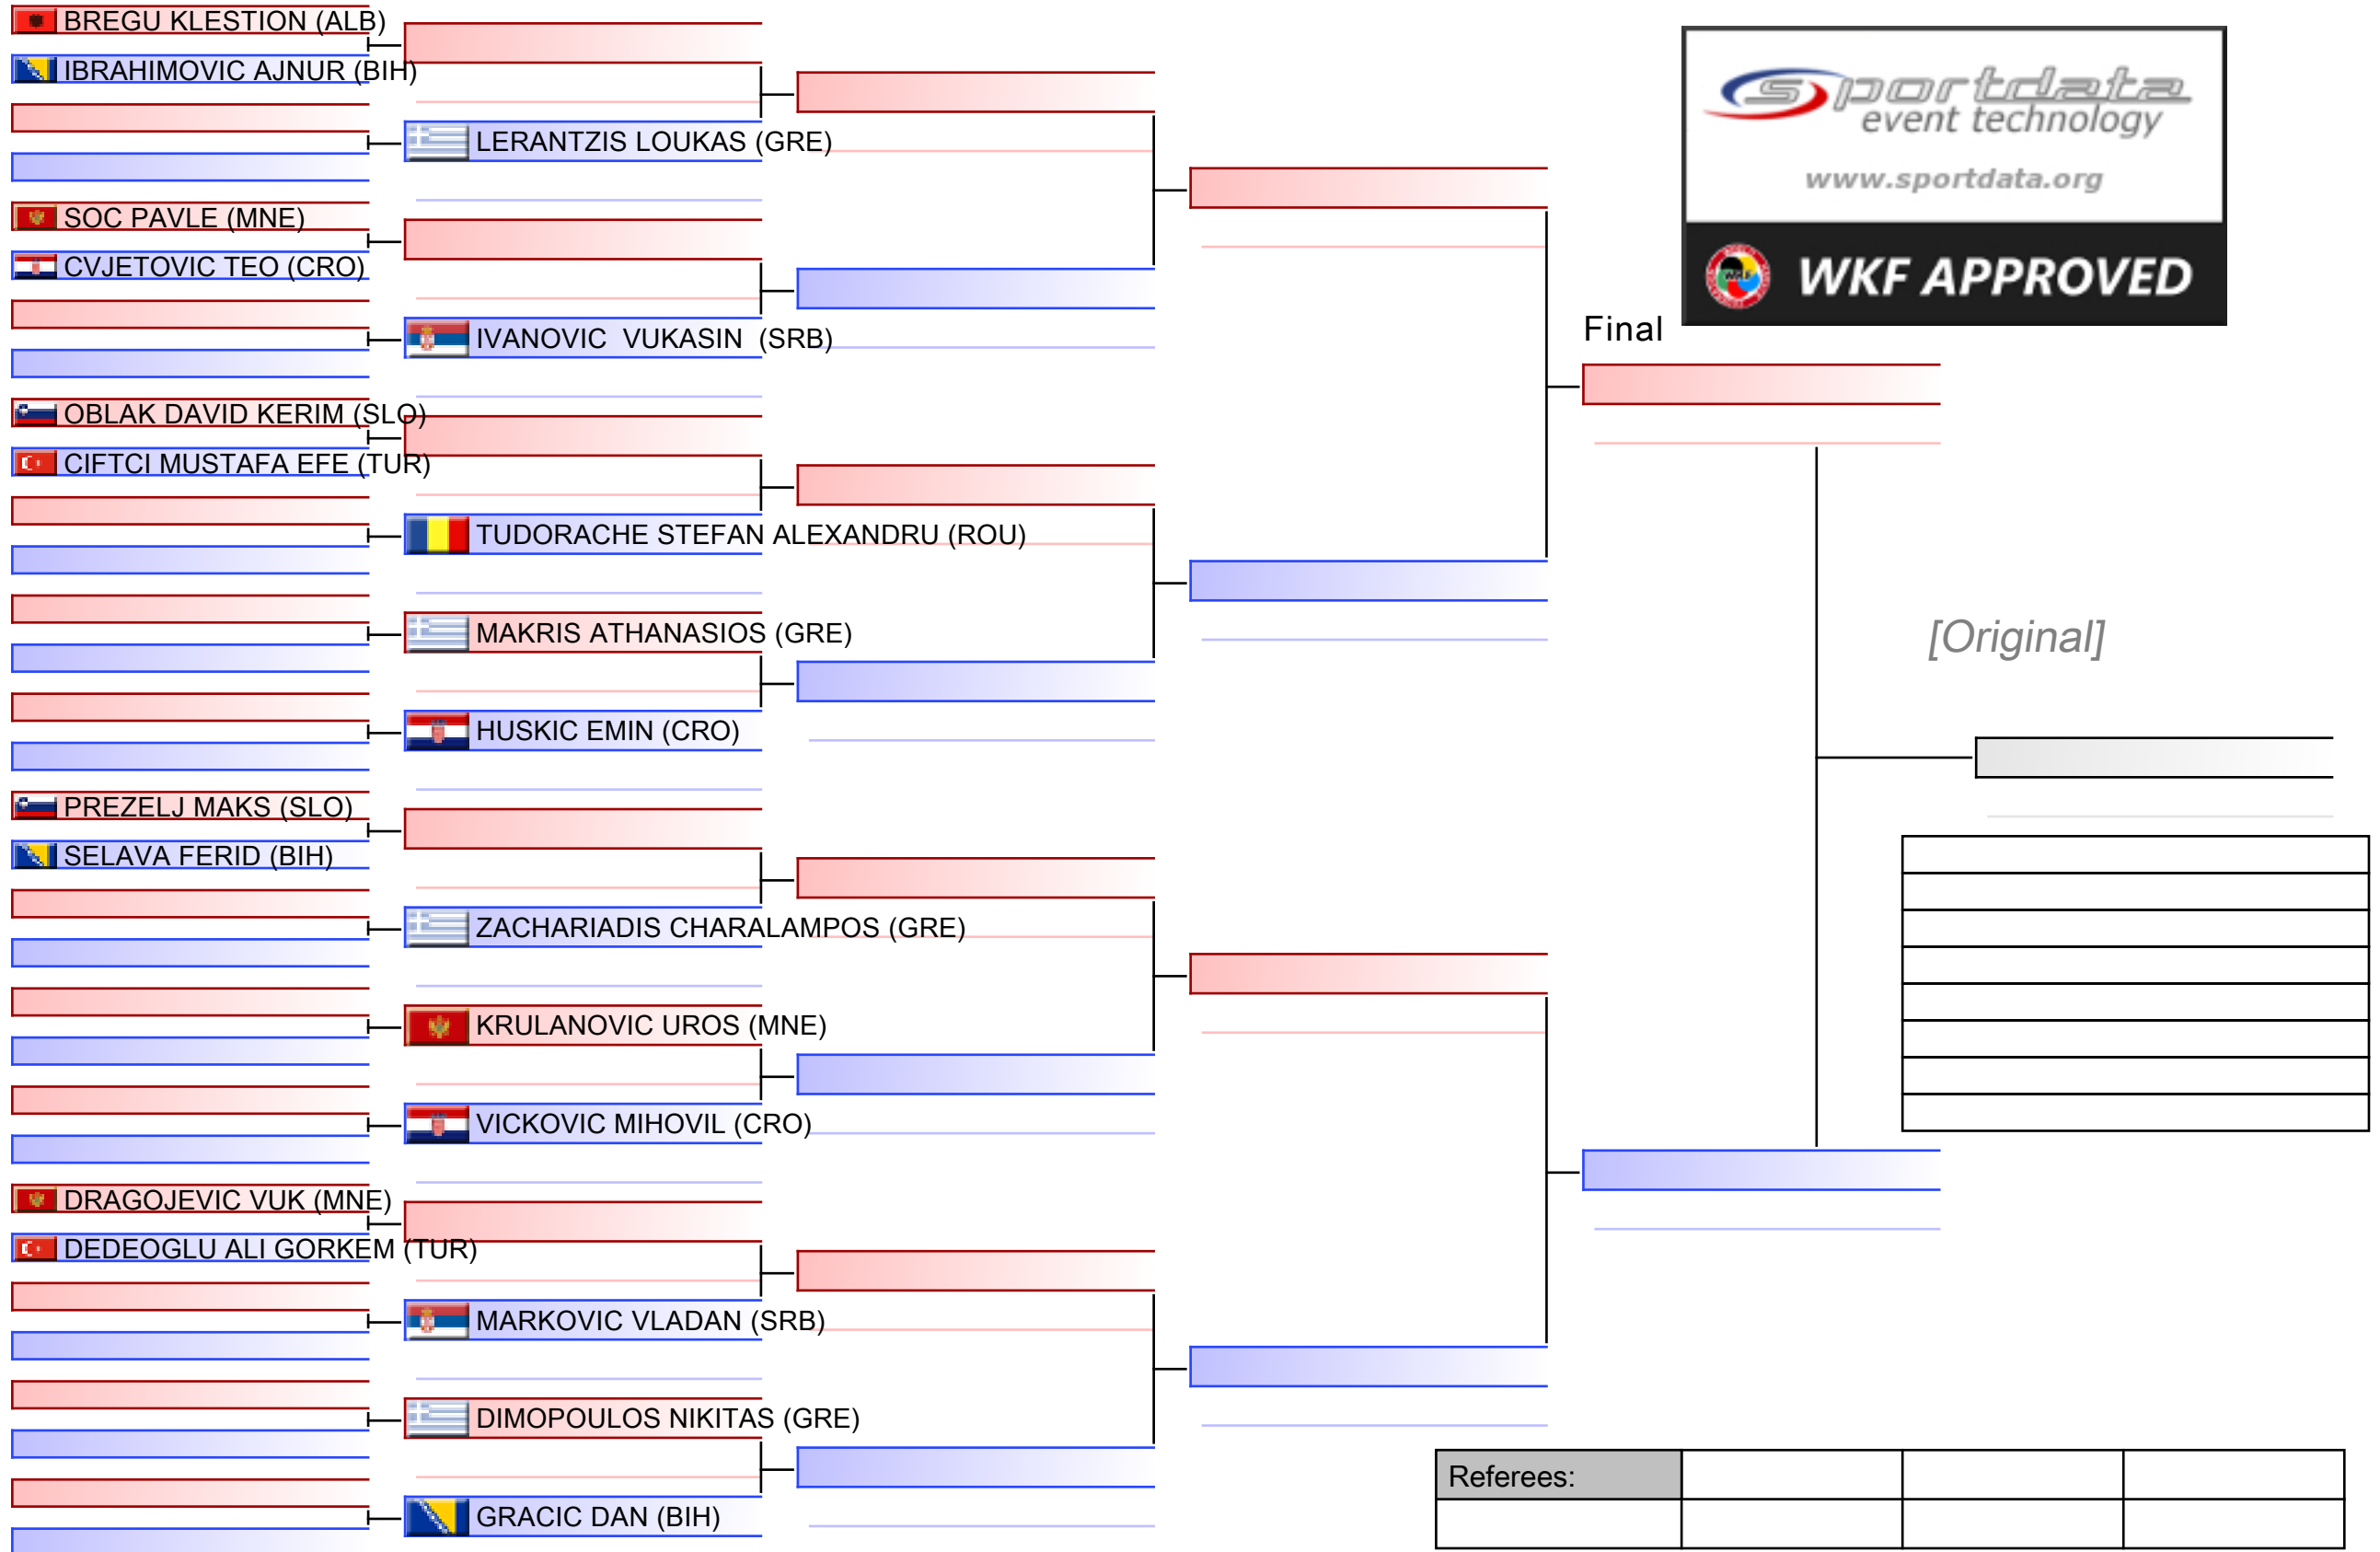 BREGU KLESTION (ALB)
IBRAHIMOVIC AJNUR (BIH)
LERANTZIS LOUKAS (GRE)
SOC PAVLE (MNE)
CVJETOVIC TEO (CRO)
IVANOVIC  VUKASIN  (SRB)
OBLAK DAVID KERIM (SLO)
CIFTCI MUSTAFA EFE (TUR)
TUDORACHE STEFAN ALEXANDRU (ROU)
MAKRIS ATHANASIOS (GRE)
HUSKIC EMIN (CRO)
PREZELJ MAKS (SLO)
SELAVA FERID (BIH)
ZACHARIADIS CHARALAMPOS (GRE)
KRULANOVIC UROS (MNE)
VICKOVIC MIHOVIL (CRO)
DRAGOJEVIC VUK (MNE)
DEDEOGLU ALI GORKEM (TUR)
MARKOVIC VLADAN (SRB)
DIMOPOULOS NIKITAS (GRE)
GRACIC DAN (BIH)
sportdata
event technology
www.sportdata.org
WKF APPROVED
Final
[Original]
Referees: